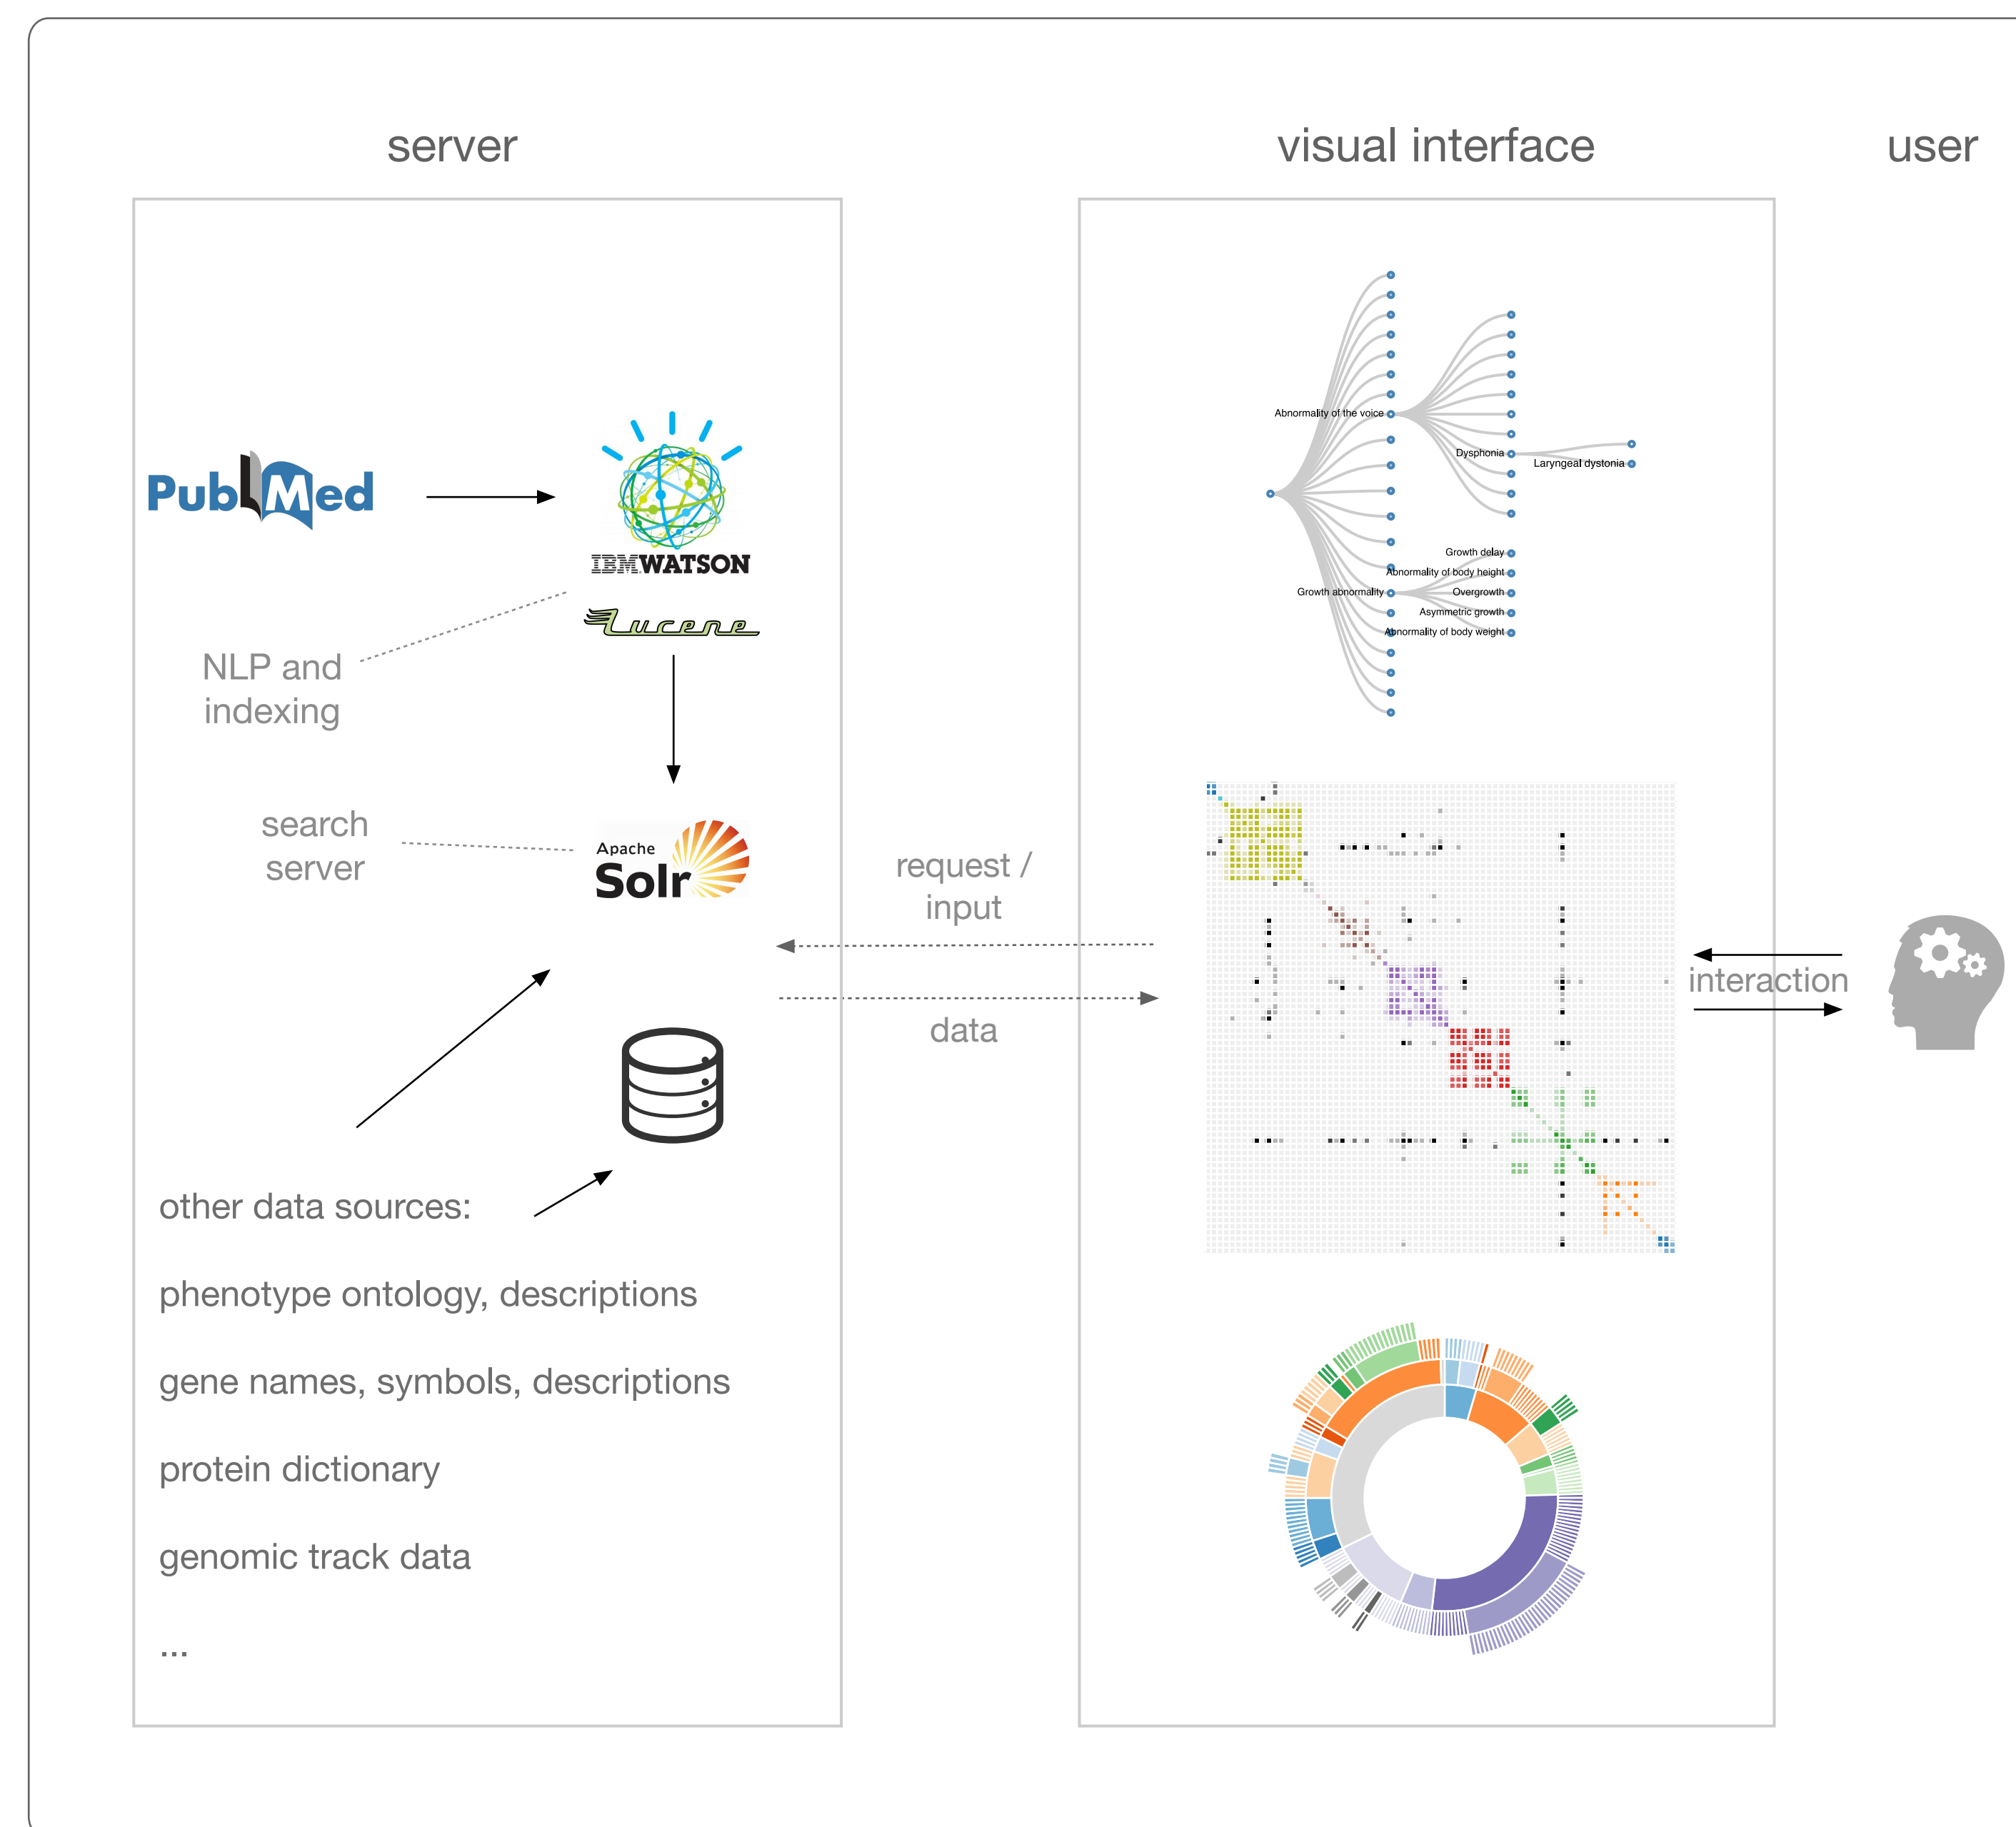 server
visual interface
user
PubMed
IBM WATSON
Lucene
NLP and
indexing
search
server
Apache
Solr
other data sources:
phenotype ontology, descriptions
gene names, symbols, descriptions
protein dictionary
genomic track data
...
request /
input
data
Abnormality of the voice
Dysphonia
Laryngeal dystonia
Growth delay
Abnormality of body height
Growth abnormality
Overgrowth
Asymmetric growth
Abnormality of body weight
interaction